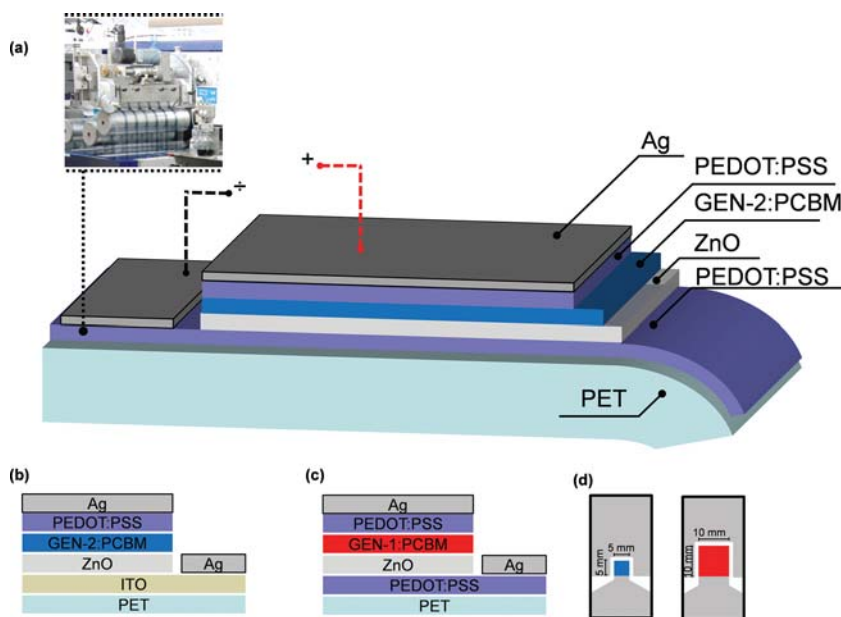 (a)
+
÷
Ag
PEDOT:PSS
GEN-2:PCBM
ZnO
PEDOT:PSS
PET
(b)
Ag
PEDOT:PSS
GEN-2:PCBM
ZnO
Ag
ITO
PET
(c)
Ag
PEDOT:PSS
GEN-1:PCBM
ZnO
Ag
PEDOT:PSS
PET
(d)
5 mm
5 mm
10 mm
10 mm